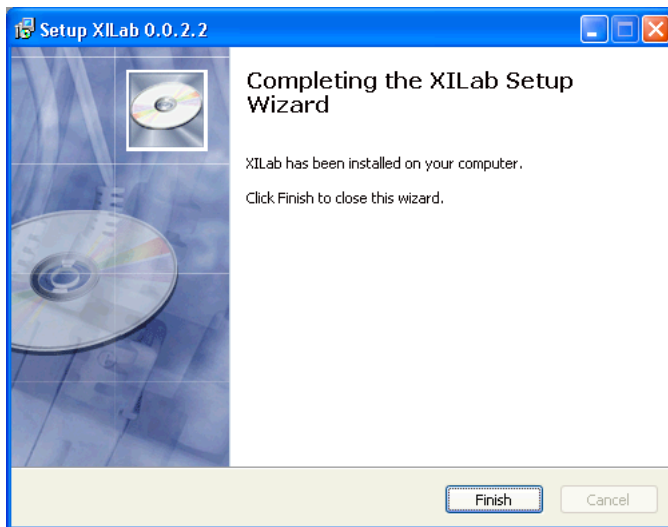 Setup XILab 0.0.2.2
Completing the XILab Setup
Wizard
XILab has been installed on your computer.
Click Finish to close this wizard.
Finish
Cancel